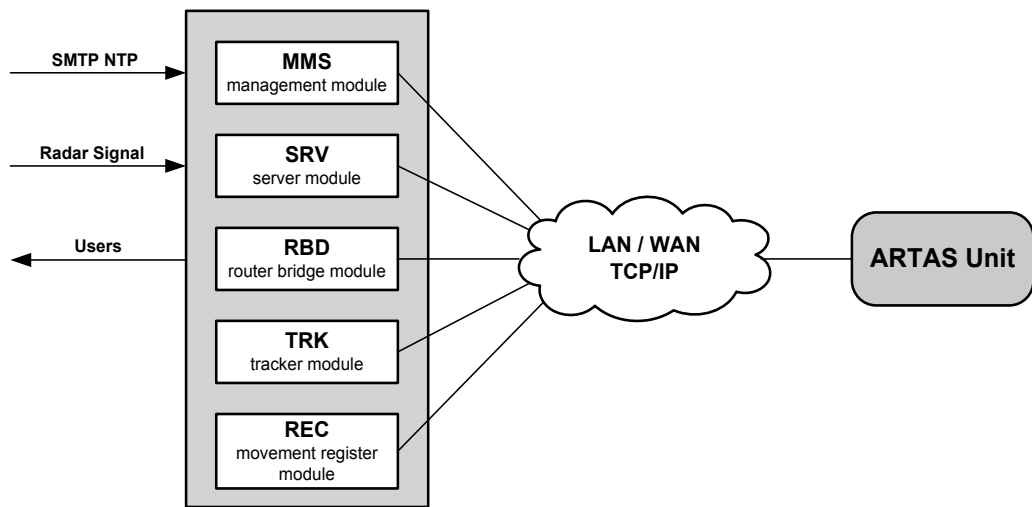 SMTP NTP
Radar Signal
Users
MMS
management module
SRV
server module
RBD
router bridge module
TRK
tracker module
REC
movement register
module
LAN / WAN
TCP/IP
ARTAS Unit